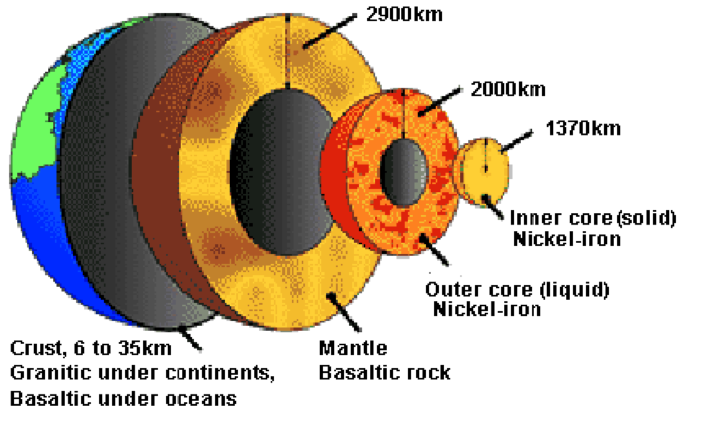 2900km
2000km
1370km
Inner core (solid)
Nickel-iron
Outer core (liquid)
Nickel-iron
Crust, 6 to 35km
Granitic under continents,
Basaltic under oceans
Mantle
Basaltic rock